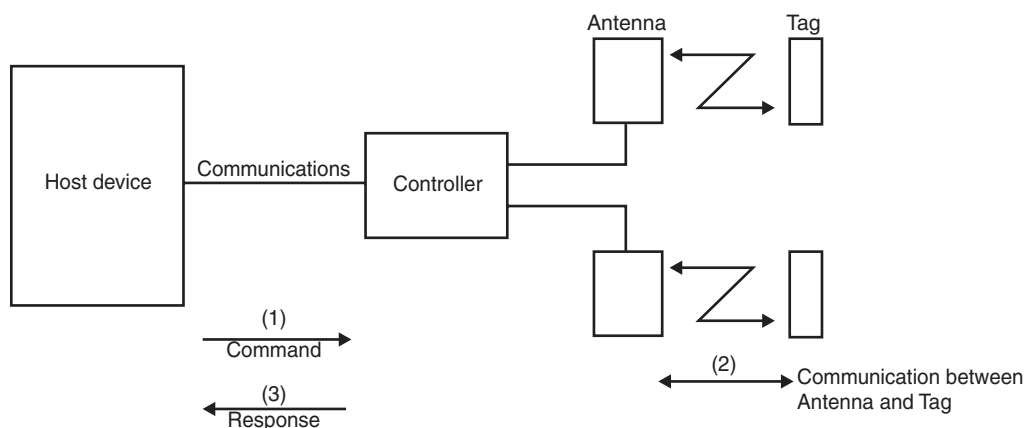 Antenna
Tag
Host device
Communications
Controller
(1)
Command
(2)
Communication between
Antenna and Tag
(3)
Response